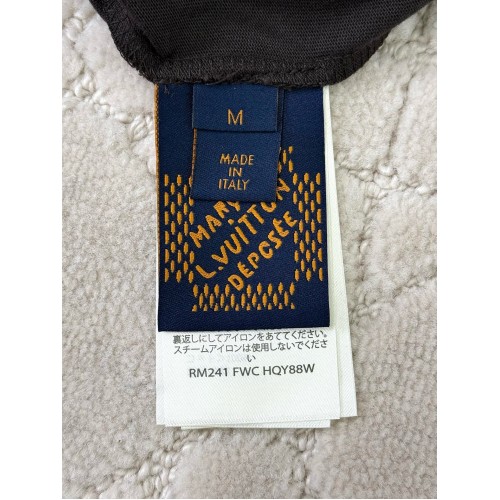 M
MADE
IN
ITALY
L.VUITTON
DEPOSÉE
裏返しにしてアイロンをあててください。
スチームアイロンは使用しないでくださ
い
RM241 FWC HQY88W